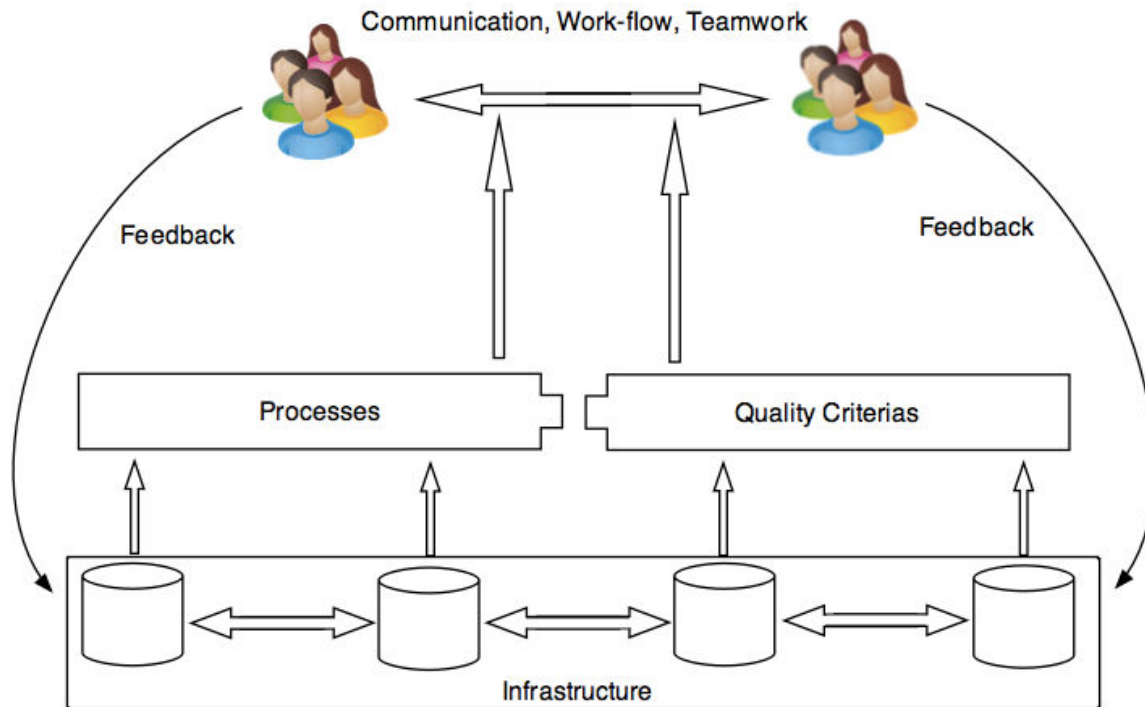 Communication, Work-flow, Teamwork
Feedback
Feedback
Processes
Quality Criterias
Infrastructure